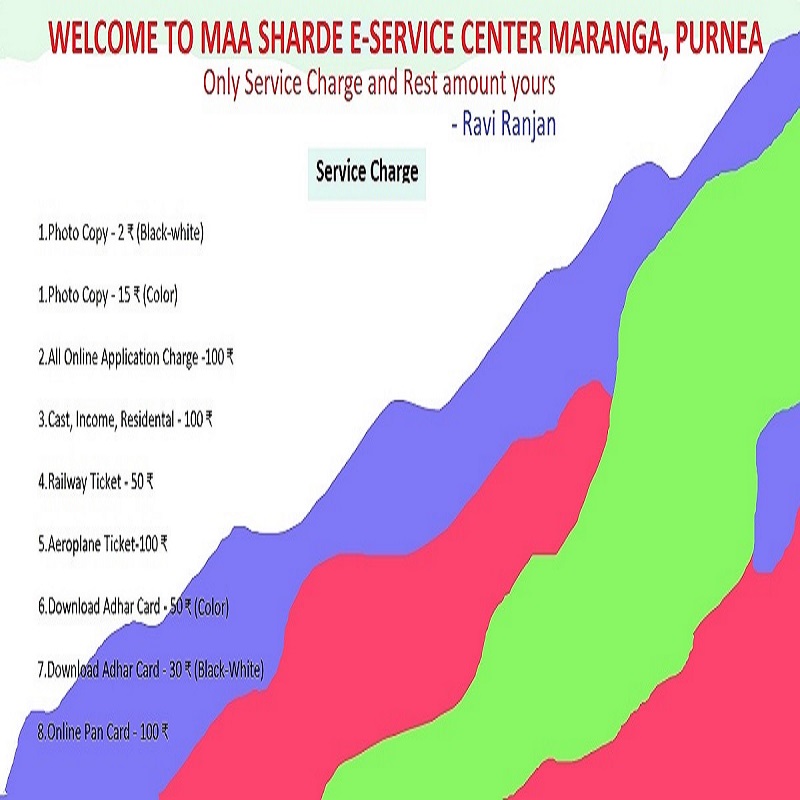 WELCOME TO MAA SHARDE E-SERVICE CENTER MARANGA, PURNEA
Only Service Charge and Rest amount yours
- Ravi Ranjan
Service Charge
1.Photo Copy - 2 ₹ (Black-white)
1.Photo Copy - 15 ₹ (Color)
2.All Online Application Charge -100 ₹
3.Cast, Income, Residental - 100 ₹
4.Railway Ticket - 50 ₹
5.Aeroplane Ticket-100 ₹
6.Download Adhar Card - 50 ₹ (Color)
7.Download Adhar Card - 30 ₹ (Black-White)
8.Online Pan Card - 100 ₹